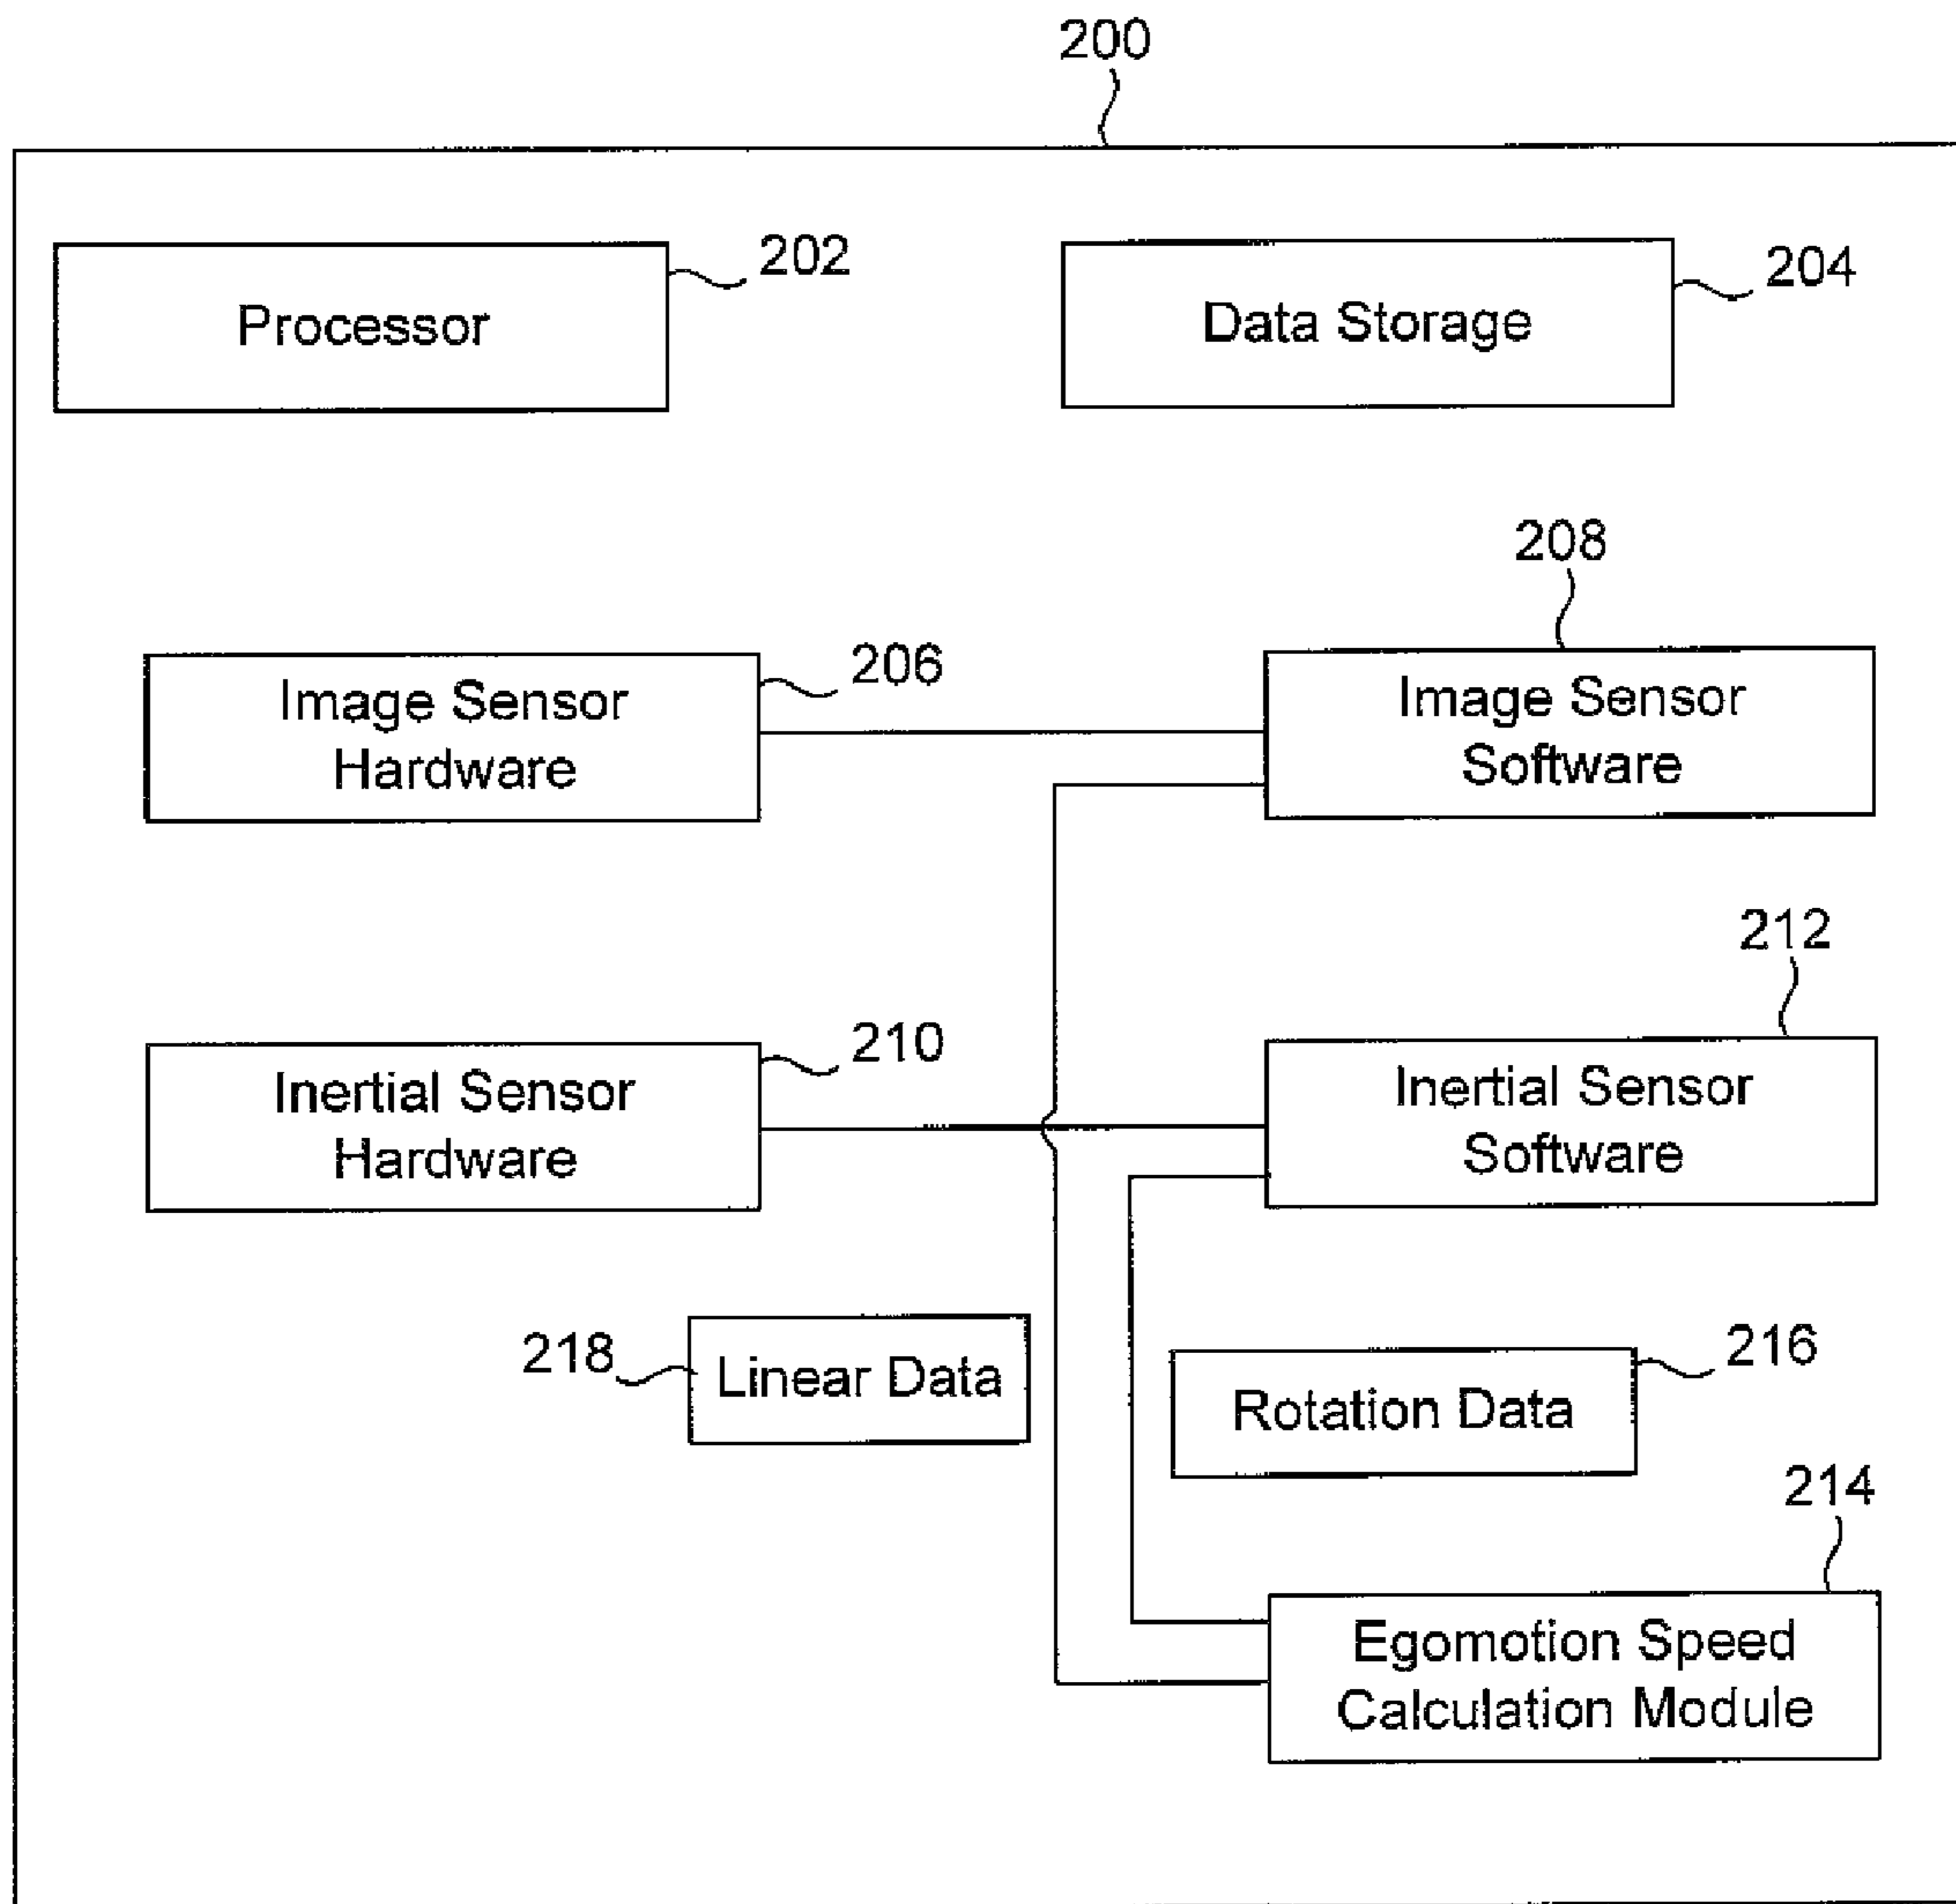 200
202
Processor
204
Data Storage
208
206
Image Sensor
Hardware
Image Sensor
Software
212
210
Inertial Sensor
Hardware
Inertial Sensor
Software
218
Linear Data
216
Rotation Data
214
Egomotion Speed
Calculation Module